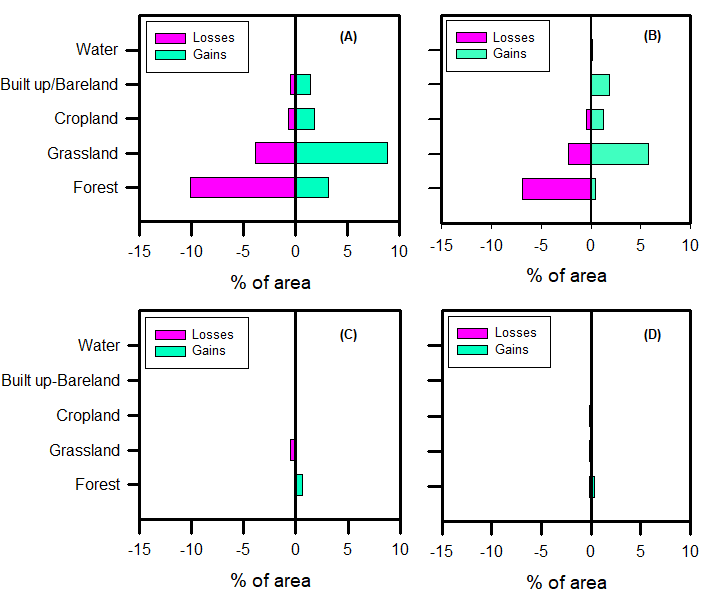 Losses
Gains
(A)
Water
Built up/Bareland
Cropland
Grassland
Forest
-15 -10 -5 0 5 10
% of area
Losses
Gains
(B)
-15 -10 -5 0 5 10
% of area
Losses
Gains
(C)
Water
Built up-Bareland
Cropland
Grassland
Forest
-15 -10 -5 0 5 10
% of area
Losses
Gains
(D)
-15 -10 -5 0 5 10
% of area